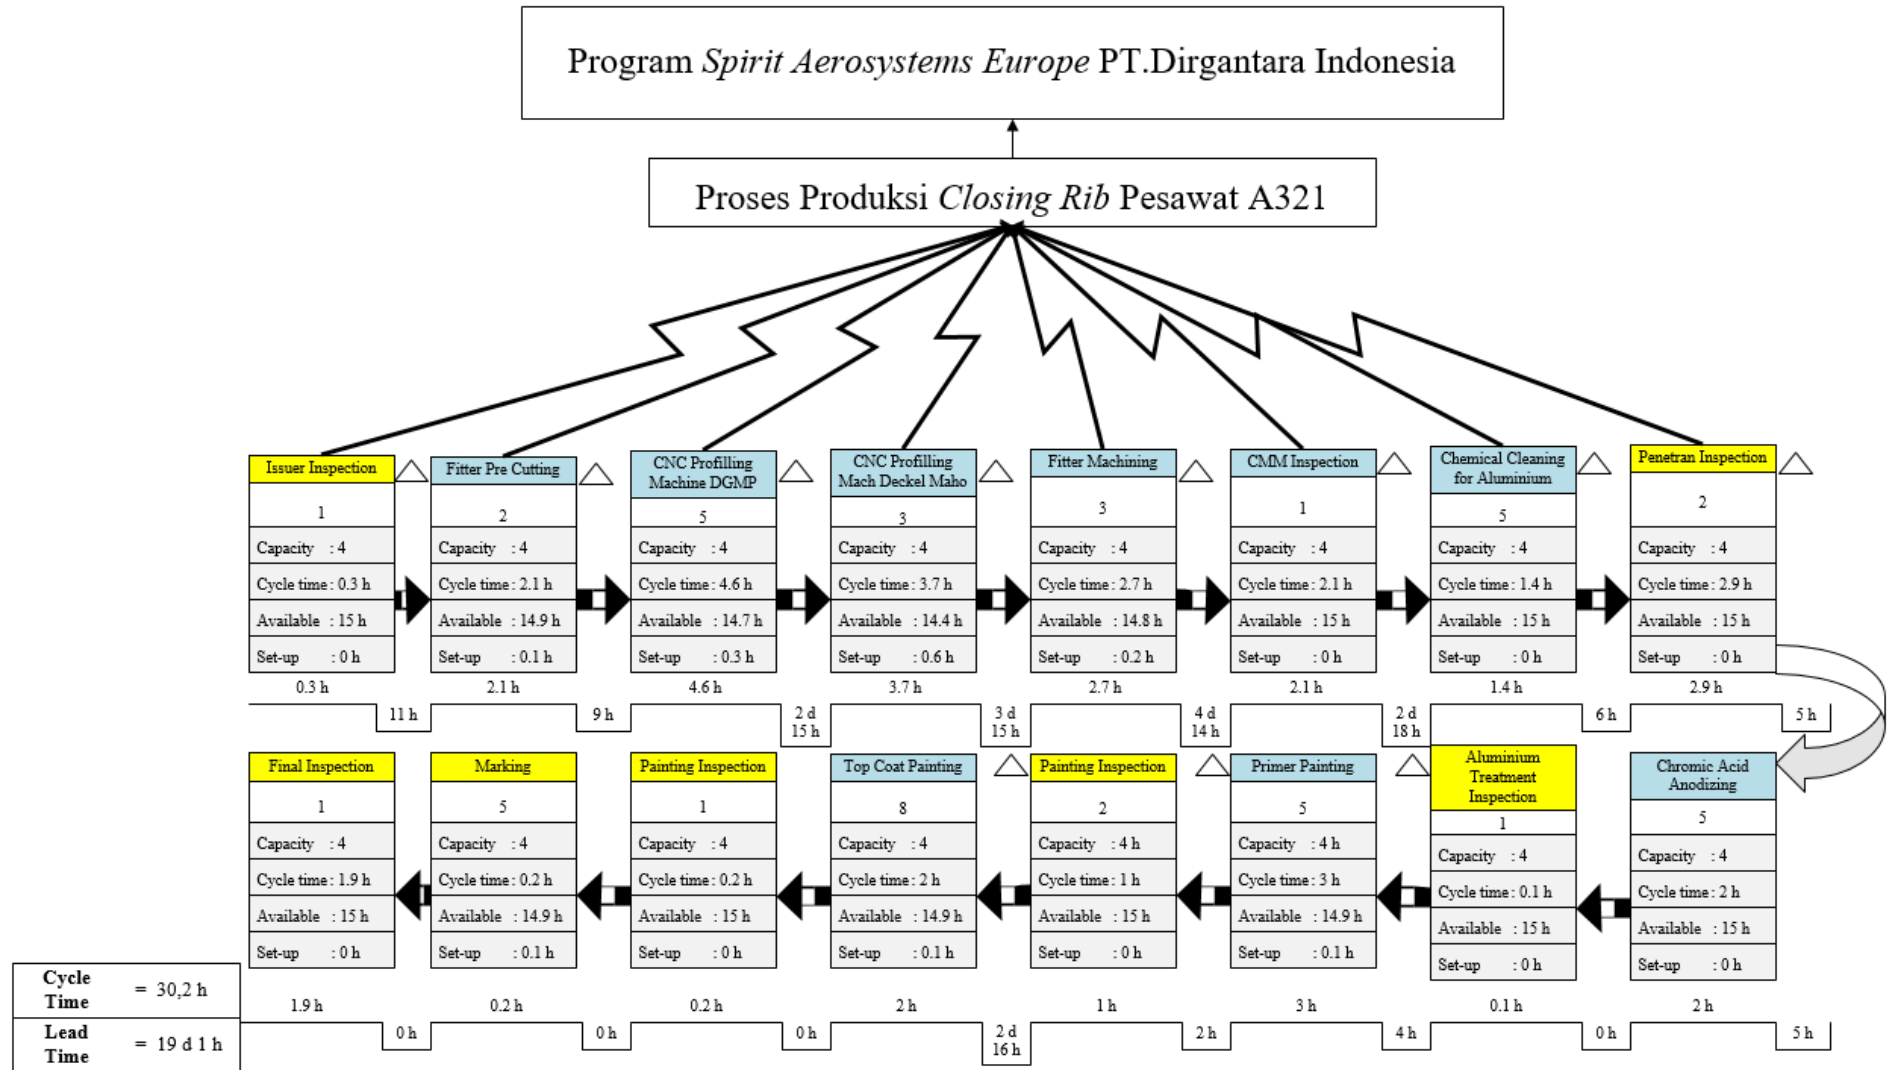 Program Spirit Aerosystems Europe PT.Dirgantara Indonesia
Proses Produksi Closing Rib Pesawat A321
Issuer Inspection
1
Capacity : 4
Cycle time : 0.3 h
Available : 15 h
Set-up : 0 h
Fitter Pre Cutting
2
Capacity : 4
Cycle time : 2.1 h
Available : 14.9 h
Set-up : 0.1 h
CNC Profilling
Machine DGMP
5
Capacity : 4
Cycle time : 4.6 h
Available : 14.7 h
Set-up : 0.3 h
CNC Profilling
Mach Deckel Maho
3
Capacity : 4
Cycle time : 3.7 h
Available : 14.4 h
Set-up : 0.6 h
Fitter Machining
3
Capacity : 4
Cycle time : 2.7 h
Available : 14.8 h
Set-up : 0.2 h
CMM Inspection
1
Capacity : 4
Cycle time : 2.1 h
Available : 15 h
Set-up : 0 h
Chemical Cleaning
for Aluminium
5
Capacity : 4
Cycle time : 1.4 h
Available : 15 h
Set-up : 0 h
Penetran Inspection
2
Capacity : 4
Cycle time : 2.9 h
Available : 15 h
Set-up : 0 h
0.3 h
11 h
2.1 h
9 h
4.6 h
2 d
15 h
3.7 h
3 d
15 h
2.7 h
4 d
14 h
2.1 h
2 d
18 h
1.4 h
6 h
2.9 h
5 h
Final Inspection
1
Capacity : 4
Cycle time : 1.9 h
Available : 15 h
Set-up : 0 h
Marking
5
Capacity : 4
Cycle time : 0.2 h
Available : 14.9 h
Set-up : 0.1 h
Painting Inspection
1
Capacity : 4
Cycle time : 0.2 h
Available : 15 h
Set-up : 0 h
Top Coat Painting
8
Capacity : 4
Cycle time : 2 h
Available : 14.9 h
Set-up : 0.1 h
Painting Inspection
2
Capacity : 4 h
Cycle time : 1 h
Available : 15 h
Set-up : 0 h
Primer Painting
5
Capacity : 4 h
Cycle time : 3 h
Available : 14.9 h
Set-up : 0.1 h
Aluminium
Treatment
Inspection
1
Capacity : 4
Cycle time : 0.1 h
Available : 15 h
Set-up : 0 h
Chromic Acid
Anodizing
5
Capacity : 4
Cycle time : 2 h
Available : 15 h
Set-up : 0 h
1.9 h
0 h
0.2 h
0 h
0.2 h
0 h
2 h
2 d
16 h
1 h
2 h
3 h
4 h
0.1 h
0 h
2 h
5 h
Cycle
Time = 30,2 h
Lead
Time = 19 d 1 h